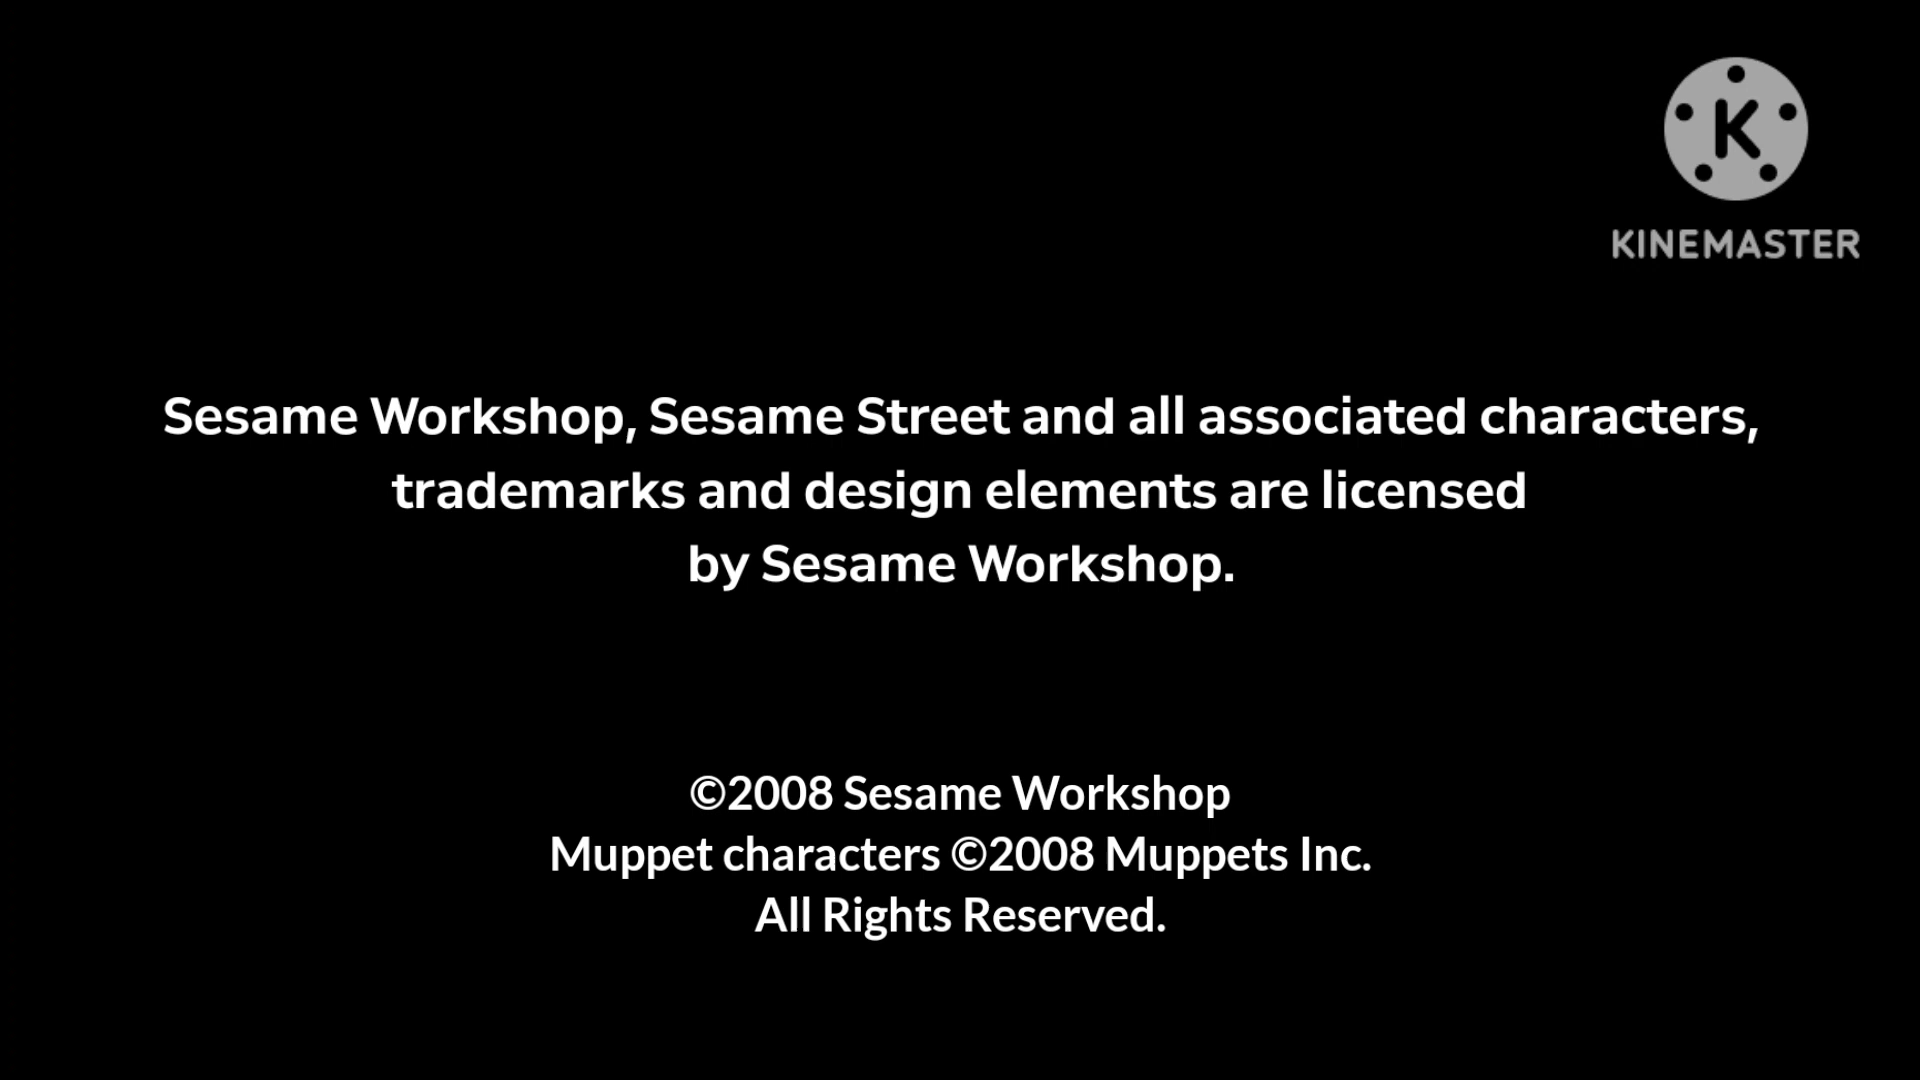 K
KINEMASTER
Sesame Workshop, Sesame Street and all associated characters,
trademarks and design elements are licensed
by Sesame Workshop.
©2008 Sesame Workshop
Muppet characters ©2008 Muppets Inc.
All Rights Reserved.